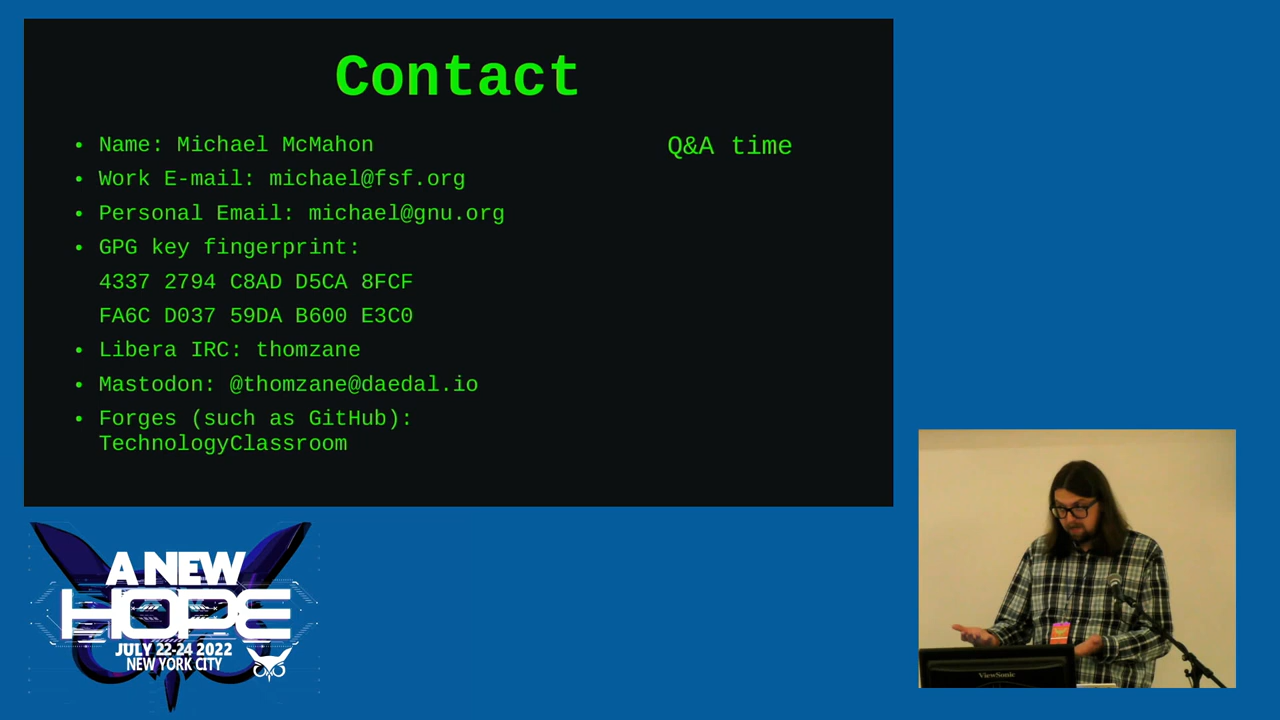 Contact
• Name: Michael McMahon
• Work E-mail: michael@fsf.org
• Personal Email: michael@gnu.org
• GPG key fingerprint:
4337 2794 C8AD D5CA 8FCF
FA6C D037 59DA B600 E3C0
• Libera IRC: thomzane
• Mastodon: @thomzane@daedal.io
• Forges (such as GitHub):
TechnologyClassroom
Q&A time
A NEW
HOPE
JULY 22-24 2022
NEW YORK CITY
ViewSonic